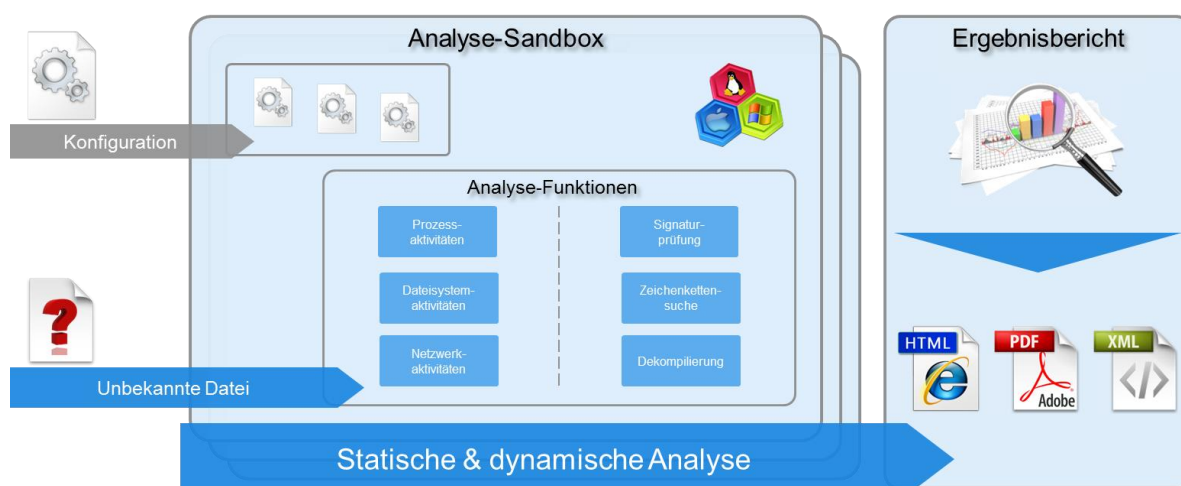 Analyse-Sandbox
Ergebnisbericht
Konfiguration
Analyse-Funktionen
Prozess-
aktivitäten
Signatur-
prüfung
Dateisystem-
aktivitäten
Zeichenketten-
suche
Netzwerk-
aktivitäten
Dekompilierung
Unbekannte Datei
HTML
PDF
Adobe
XML
Statische & dynamische Analyse